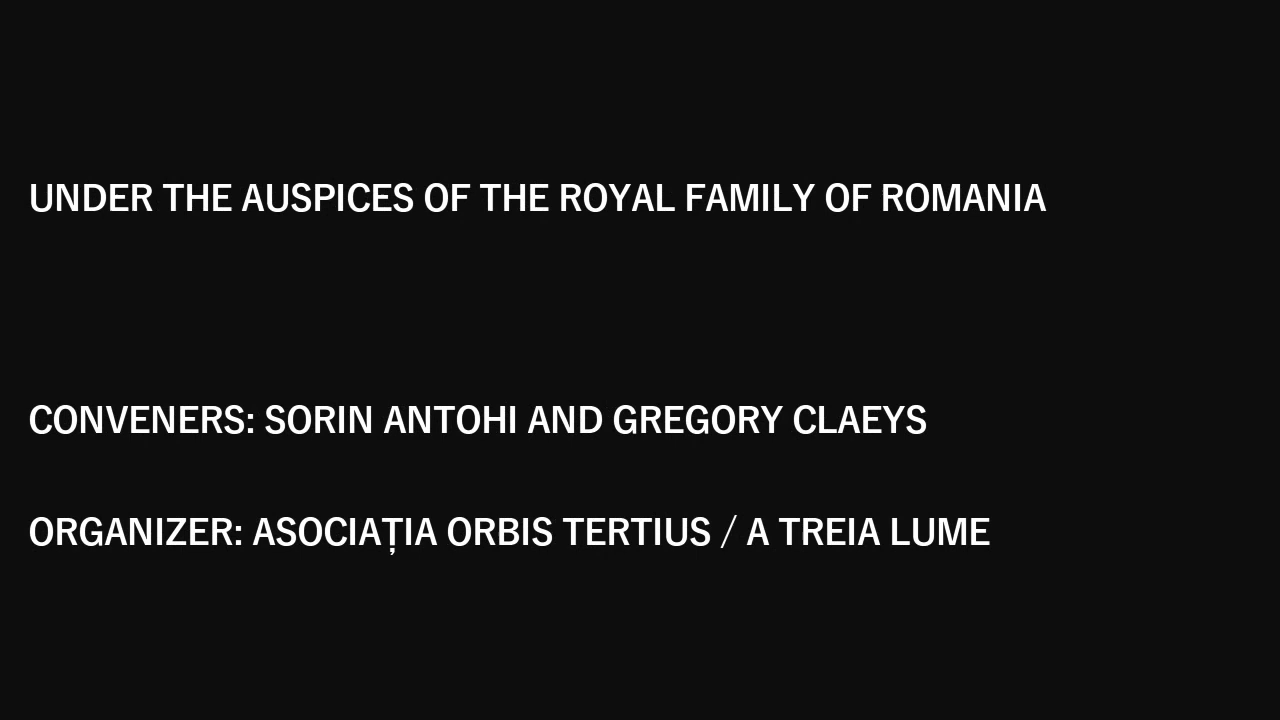 UNDER THE AUSPICES OF THE ROYAL FAMILY OF ROMANIA
CONVENERS: SORIN ANTOHI AND GREGORY CLAEYS
ORGANIZER: ASOCIAȚIA ORBIS TERTIUS / A TREIA LUME